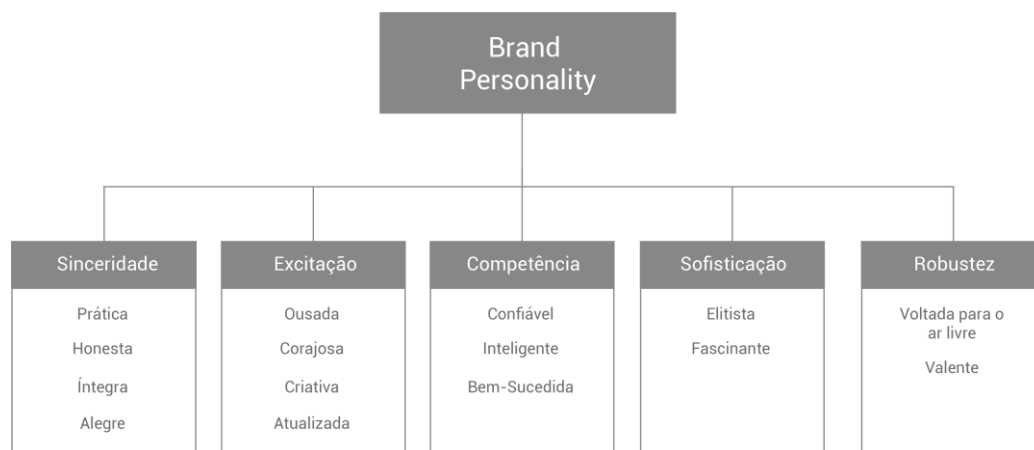 Brand
Personality
Sinceridade
Prática
Honesta
Íntegra
Alegre
Excitação
Ousada
Corajosa
Criativa
Atualizada
Competência
Confiável
Inteligente
Bem-Sucedida
Sofisticação
Elitista
Fascinante
Robustez
Voltada para o
ar livre
Valente